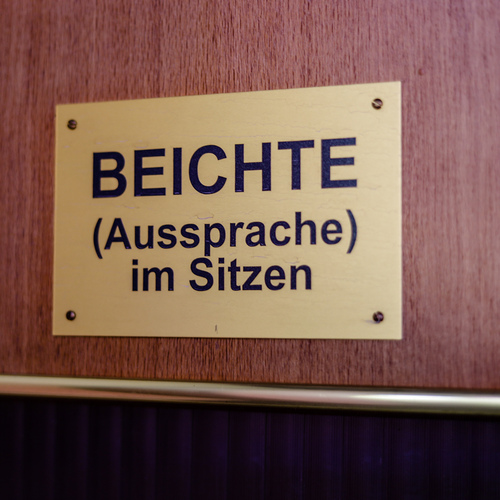 BEICHTE
(Aussprache)
im Sitzen